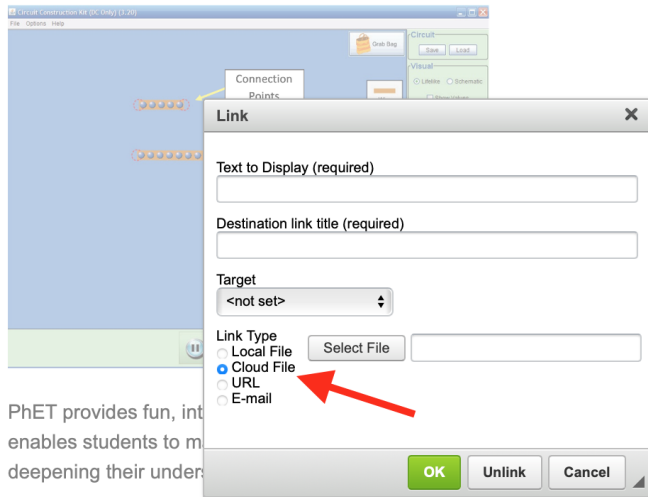 Circuit Construction Kit (DC Only) (3.20)
File Options Help
Grab Bag
Circuit
Save Load
Visual
Lifelike Schematic
Connection
Points
Link
Text to Display (required)
Destination link title (required)
Target
<not set>
Link Type
Local File
Select File
Cloud File
URL
E-mail
PhET provides fun, int
enables students to m
deepening their unders
OK Unlink Cancel